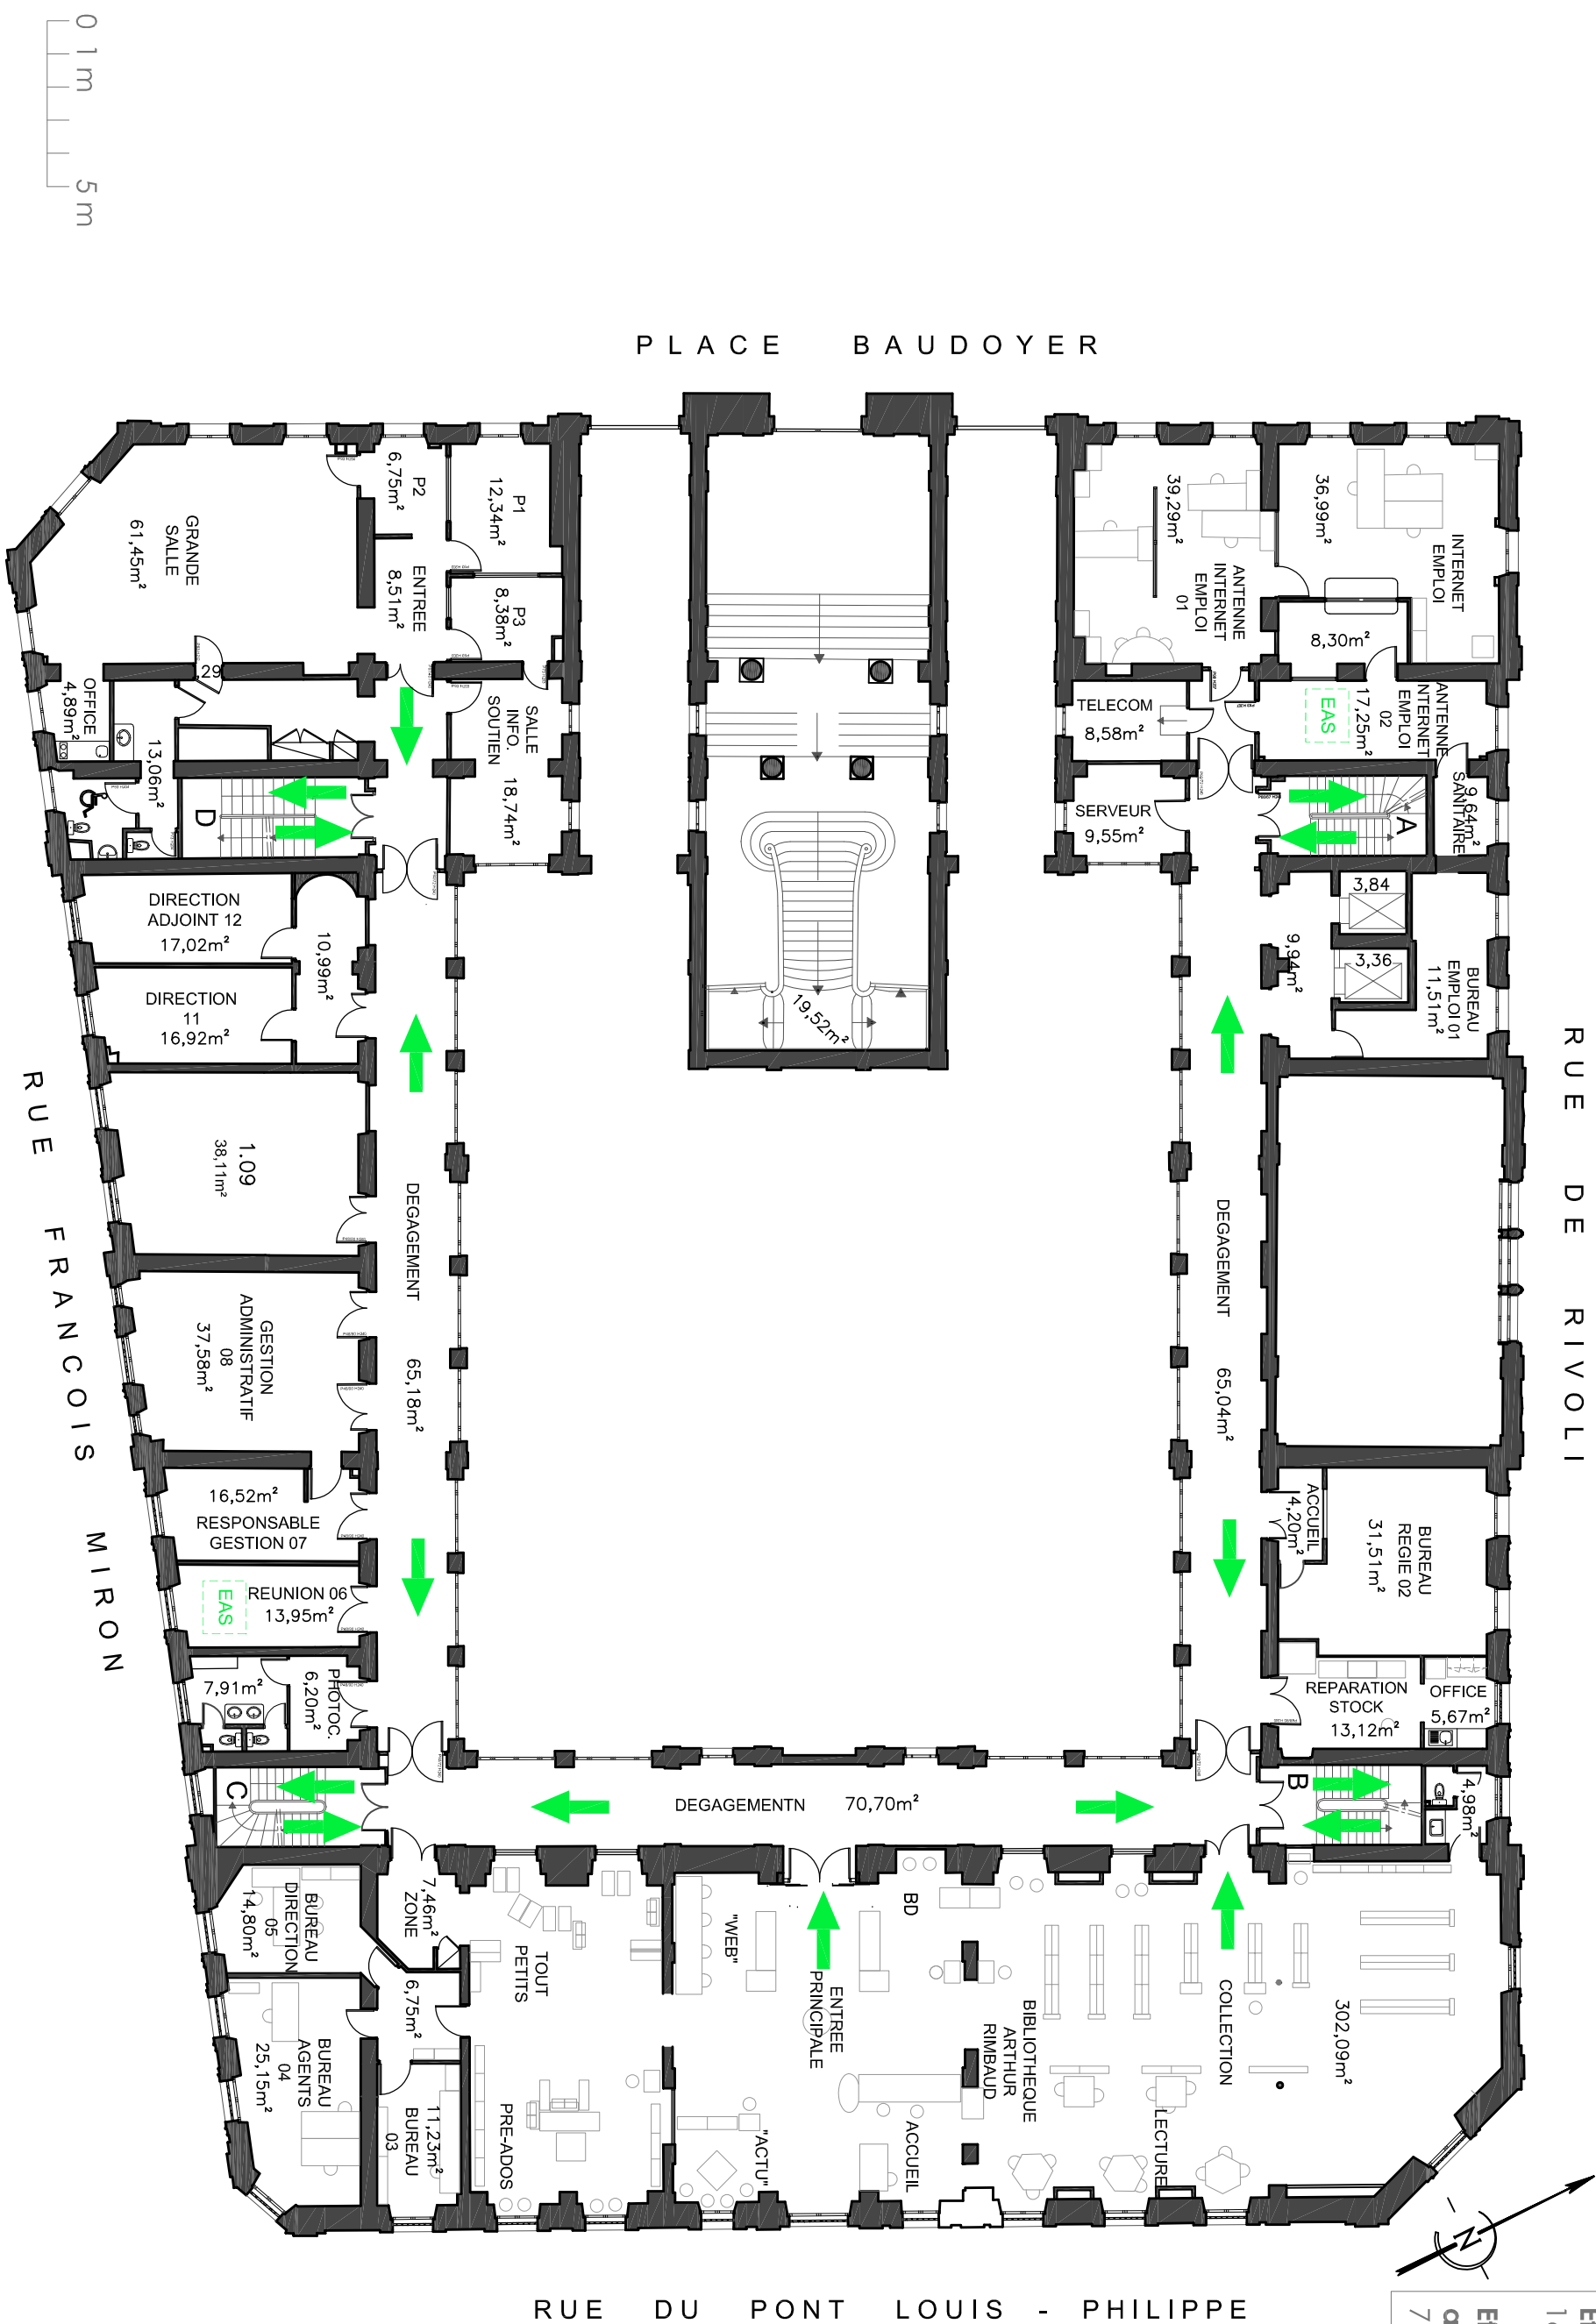 0 1 m 5 m
PLACE BAUDOYER
RUE DE RIVOLI
RUE FRANCOIS MIRON
RUE DU PONT LOUIS - PHILIPPE
P2
6,75m²
P1
12,34m²
GRANDE
SALLE
61,45m²
ENTREE
8,51m²
P3
8,38m²
,29
OFFICE
4,89m²
13,06m²
SALLE
INFO.
SOUTIEN
18,74m²
D
INTERNET
EMPLOI
36,99m²
39,29m²
ANTENNE
INTERNET
EMPLOI
01
8,30m²
ANTENNE
INTERNET
EMPLOI
02
17,25m²
EAS
TELECOM
8,58m²
SERVEUR
9,55m²
A
9,64m²
SANITAIRE
3,84
3,36
9,94m²
BUREAU
EMPLOI 01
11,51m²
19,52m²
DIRECTION
ADJOINT 12
17,02m²
10,99m²
DIRECTION
11
16,92m²
1.09
38,11m²
GESTION
ADMINISTRATIF
08
37,58m²
DEGAGEMENT 65,18m²
DEGAGEMENT 65,04m²
16,52m²
RESPONSABLE
GESTION 07
REUNION 06
13,95m²
EAS
7,91m²
PHOTOC.
6,20m²
ACCUEIL
4,20m²
BUREAU
REGIE 02
31,51m²
REPARATION
STOCK
13,12m²
OFFICE
5,67m²
C
DEGAGEMENTN 70,70m²
B
4,98m²
BUREAU
DIRECTION
05
14,80m²
7,46m²
ZONE
6,75m²
BUREAU
AGENTS
04
25,15m²
11,23m²
BUREAU
03
TOUT
PETITS
PRE-ADOS
"WEB"
"ACTU"
ENTREE
PRINCIPALE
ACCUEIL
BD
BIBLIOTHEQUE
ARTHUR
RIMBAUD
COLLECTION
LECTURE
302,09m²
N